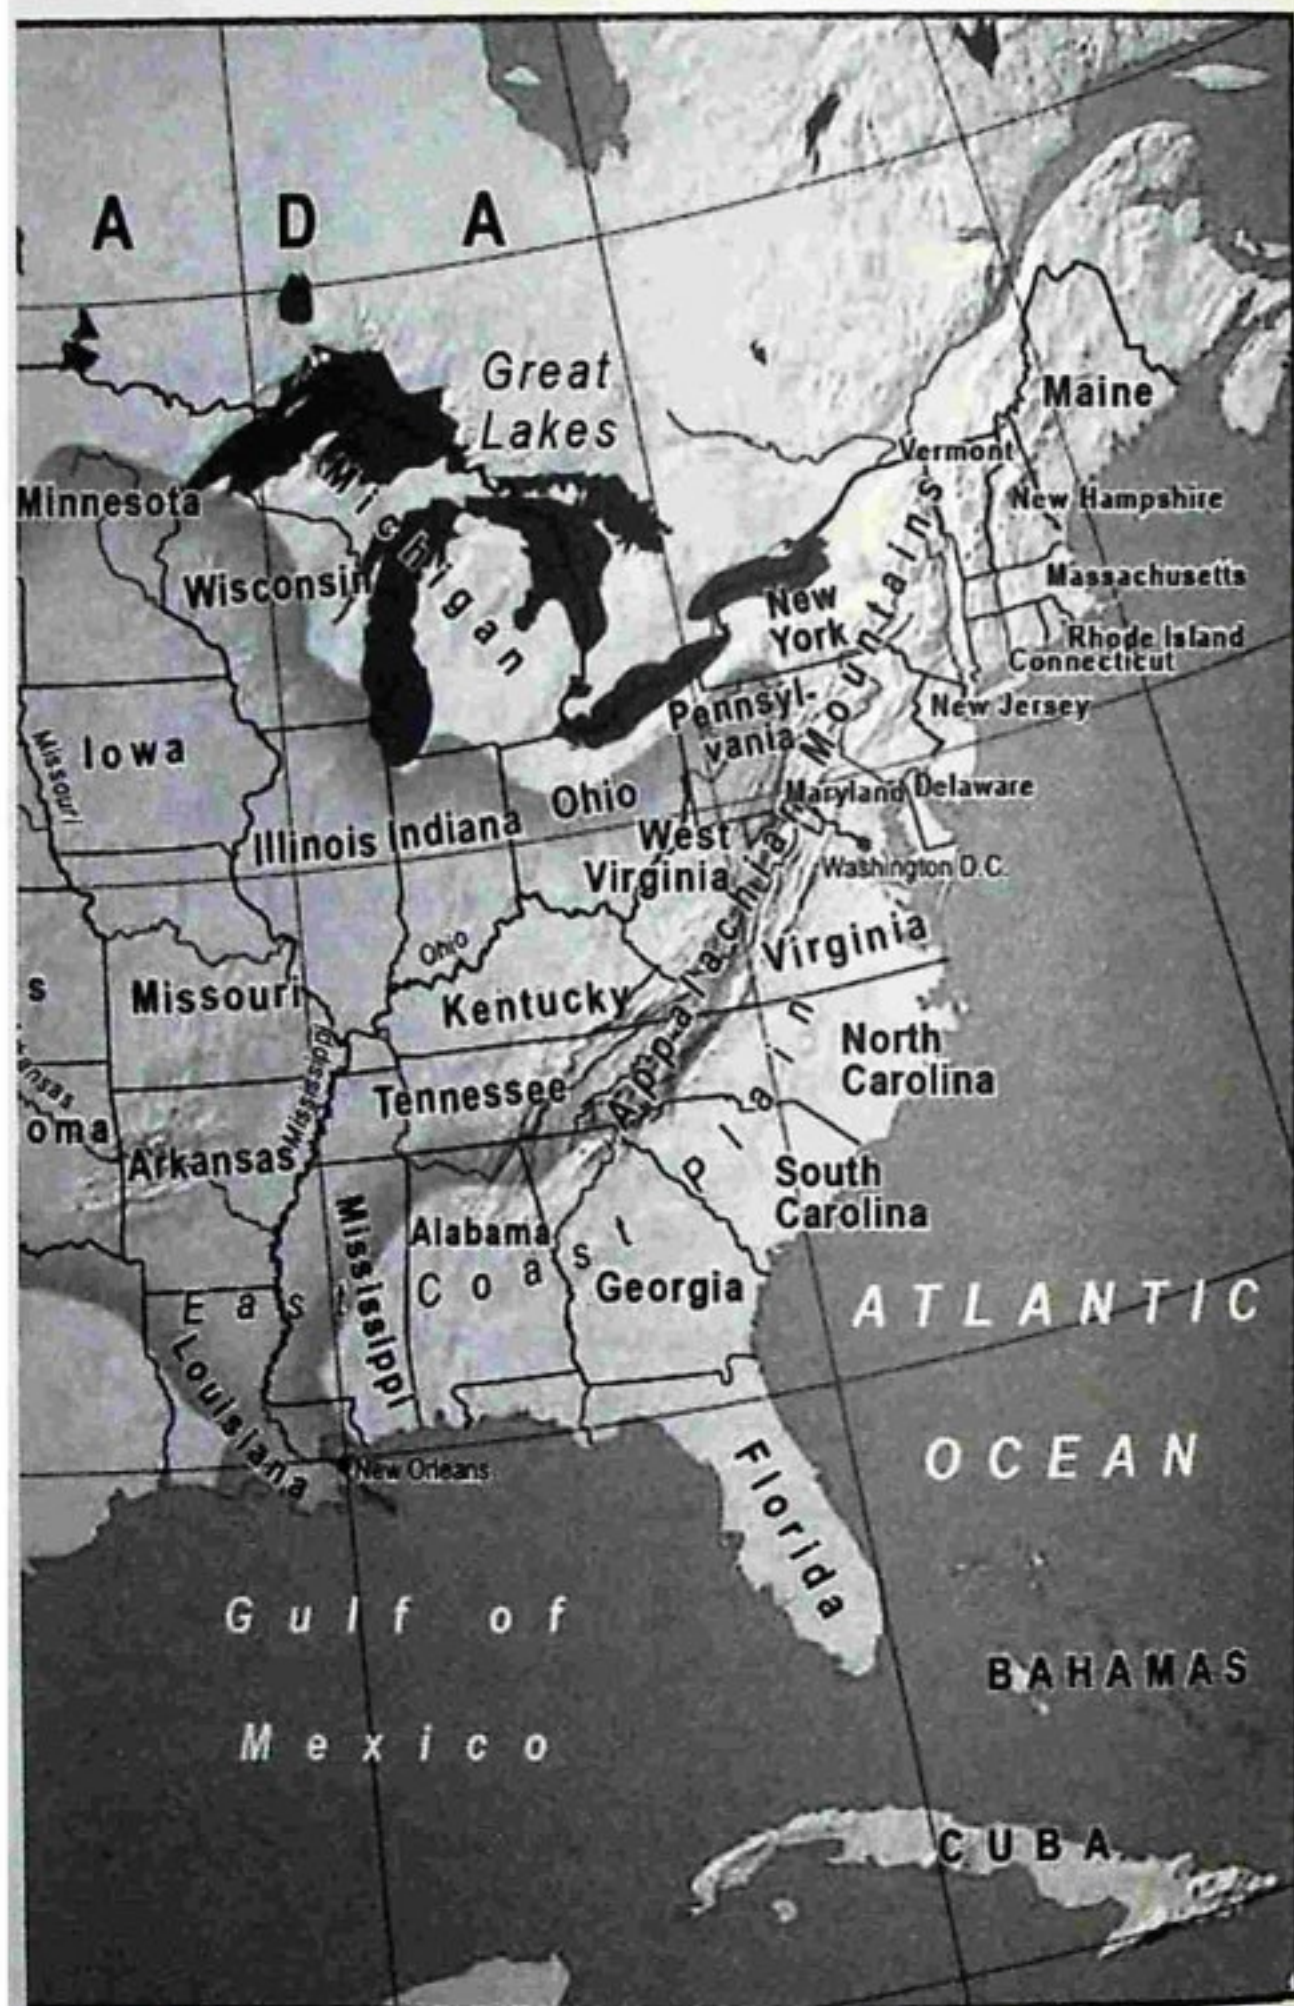 A D A
Great
Lakes
Maine
Vermont
Minnesota
Michigan
New Hampshire
Wisconsin
Massachusetts
New
York
Rhode Island
Connecticut
Pennsyl-
vania
New Jersey
Iowa
Missouri
Ohio
Maryland
Delaware
Illinois
Indiana
West
Virginia
Washington D.C.
Appalachian Mountains
Virginia
Ohio
s
Missouri
Kentucky
North
Carolina
Mississippi
Tennessee
ansas
oma
Arkansas
South
Carolina
Mississippi
Alabama
East Coast Plain
Georgia
ATLANTIC
OCEAN
Louisiana
New Orleans
Florida
Gulf of
Mexico
BAHAMAS
CUBA